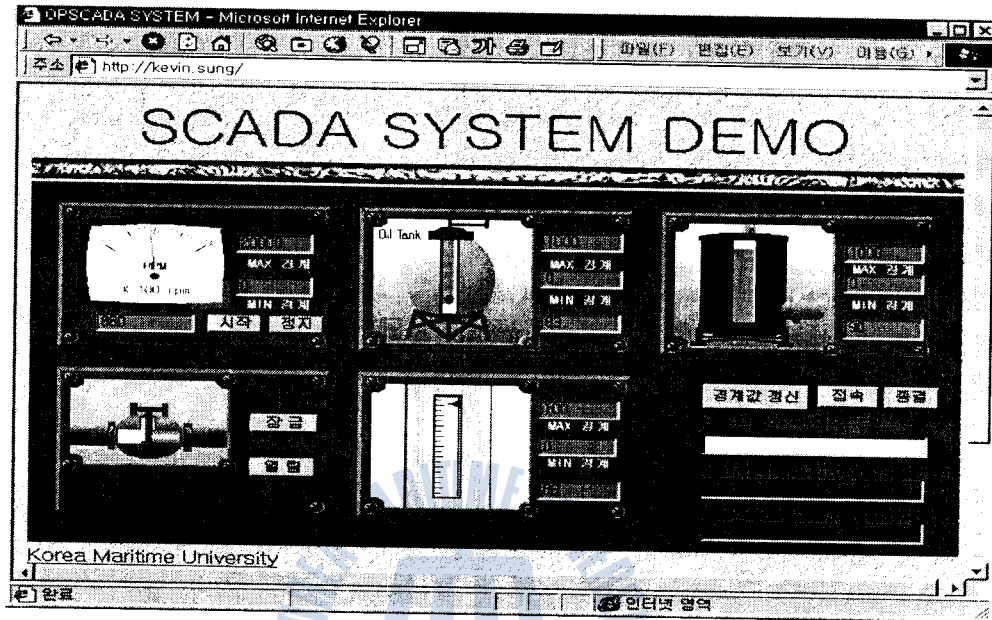 OPSCADA SYSTEM - Microsoft Internet Explorer
파일(F) 편집(E) 보기(V) 이동(G)
주소 http://kevin.sung/
SCADA SYSTEM DEMO
RPM
X 100 rpm
MAX 경계
MIN 경계
시작 정지
Oil Tank
MAX 경계
MIN 경계
MAX 경계
MIN 경계
잠금
열림
MAX 경계
MIN 경계
경계값 갱신 접속 종결
Korea Maritime University
완료
인터넷 영역